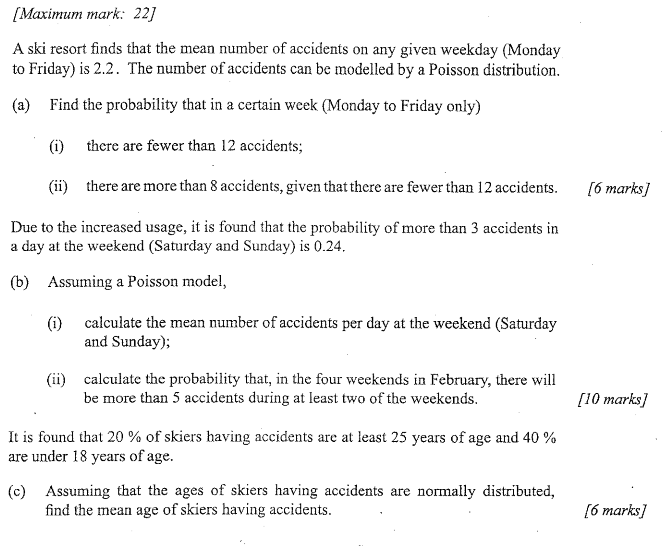 [Maximum mark: 22]
A ski resort finds that the mean number of accidents on any given weekday (Monday
to Friday) is 2.2. The number of accidents can be modelled by a Poisson distribution.
(a) Find the probability that in a certain week (Monday to Friday only)
(i) there are fewer than 12 accidents;
(ii) there are more than 8 accidents, given that there are fewer than 12 accidents. [6 marks]
Due to the increased usage, it is found that the probability of more than 3 accidents in
a day at the weekend (Saturday and Sunday) is 0.24.
(b) Assuming a Poisson model,
(i) calculate the mean number of accidents per day at the weekend (Saturday
and Sunday);
(ii) calculate the probability that, in the four weekends in February, there will
be more than 5 accidents during at least two of the weekends. [10 marks]
It is found that 20 % of skiers having accidents are at least 25 years of age and 40 %
are under 18 years of age.
(c) Assuming that the ages of skiers having accidents are normally distributed,
find the mean age of skiers having accidents. [6 marks]